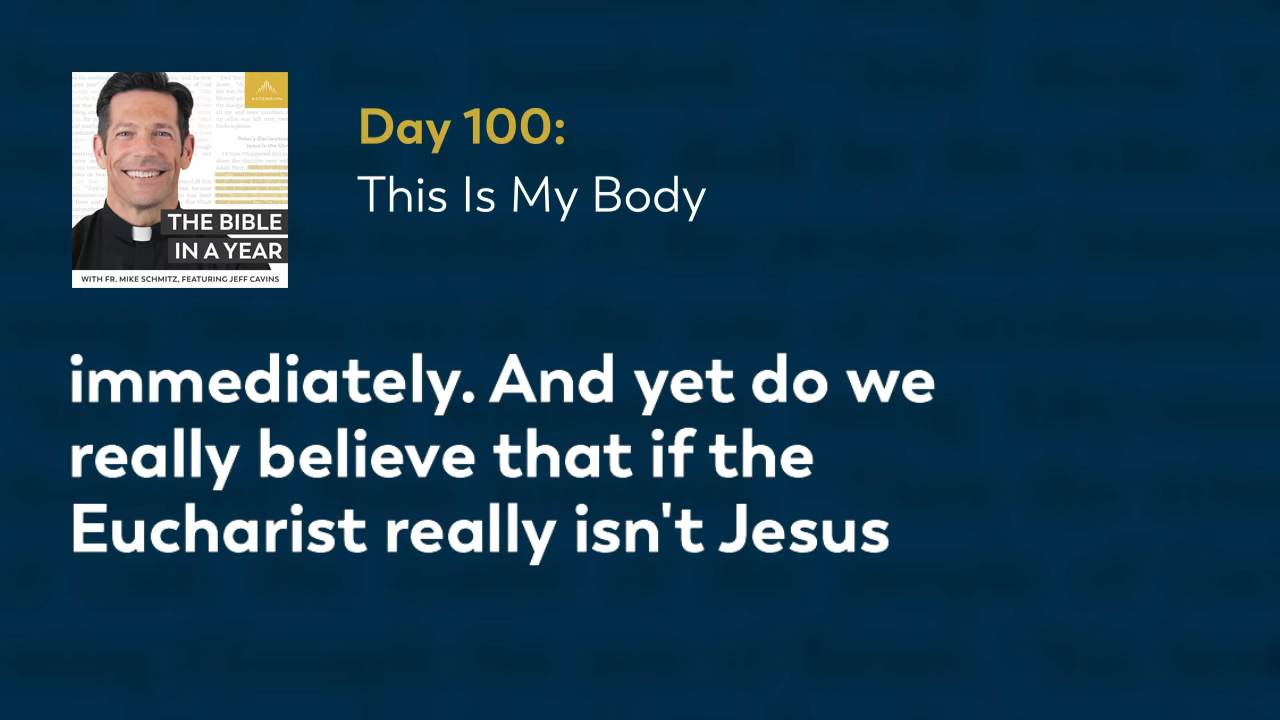 ASCENSION
THE BIBLE
IN A YEAR
WITH FR. MIKE SCHMITZ, FEATURING JEFF CAVINS
Day 100:
This Is My Body
immediately. And yet do we
really believe that if the
Eucharist really isn't Jesus